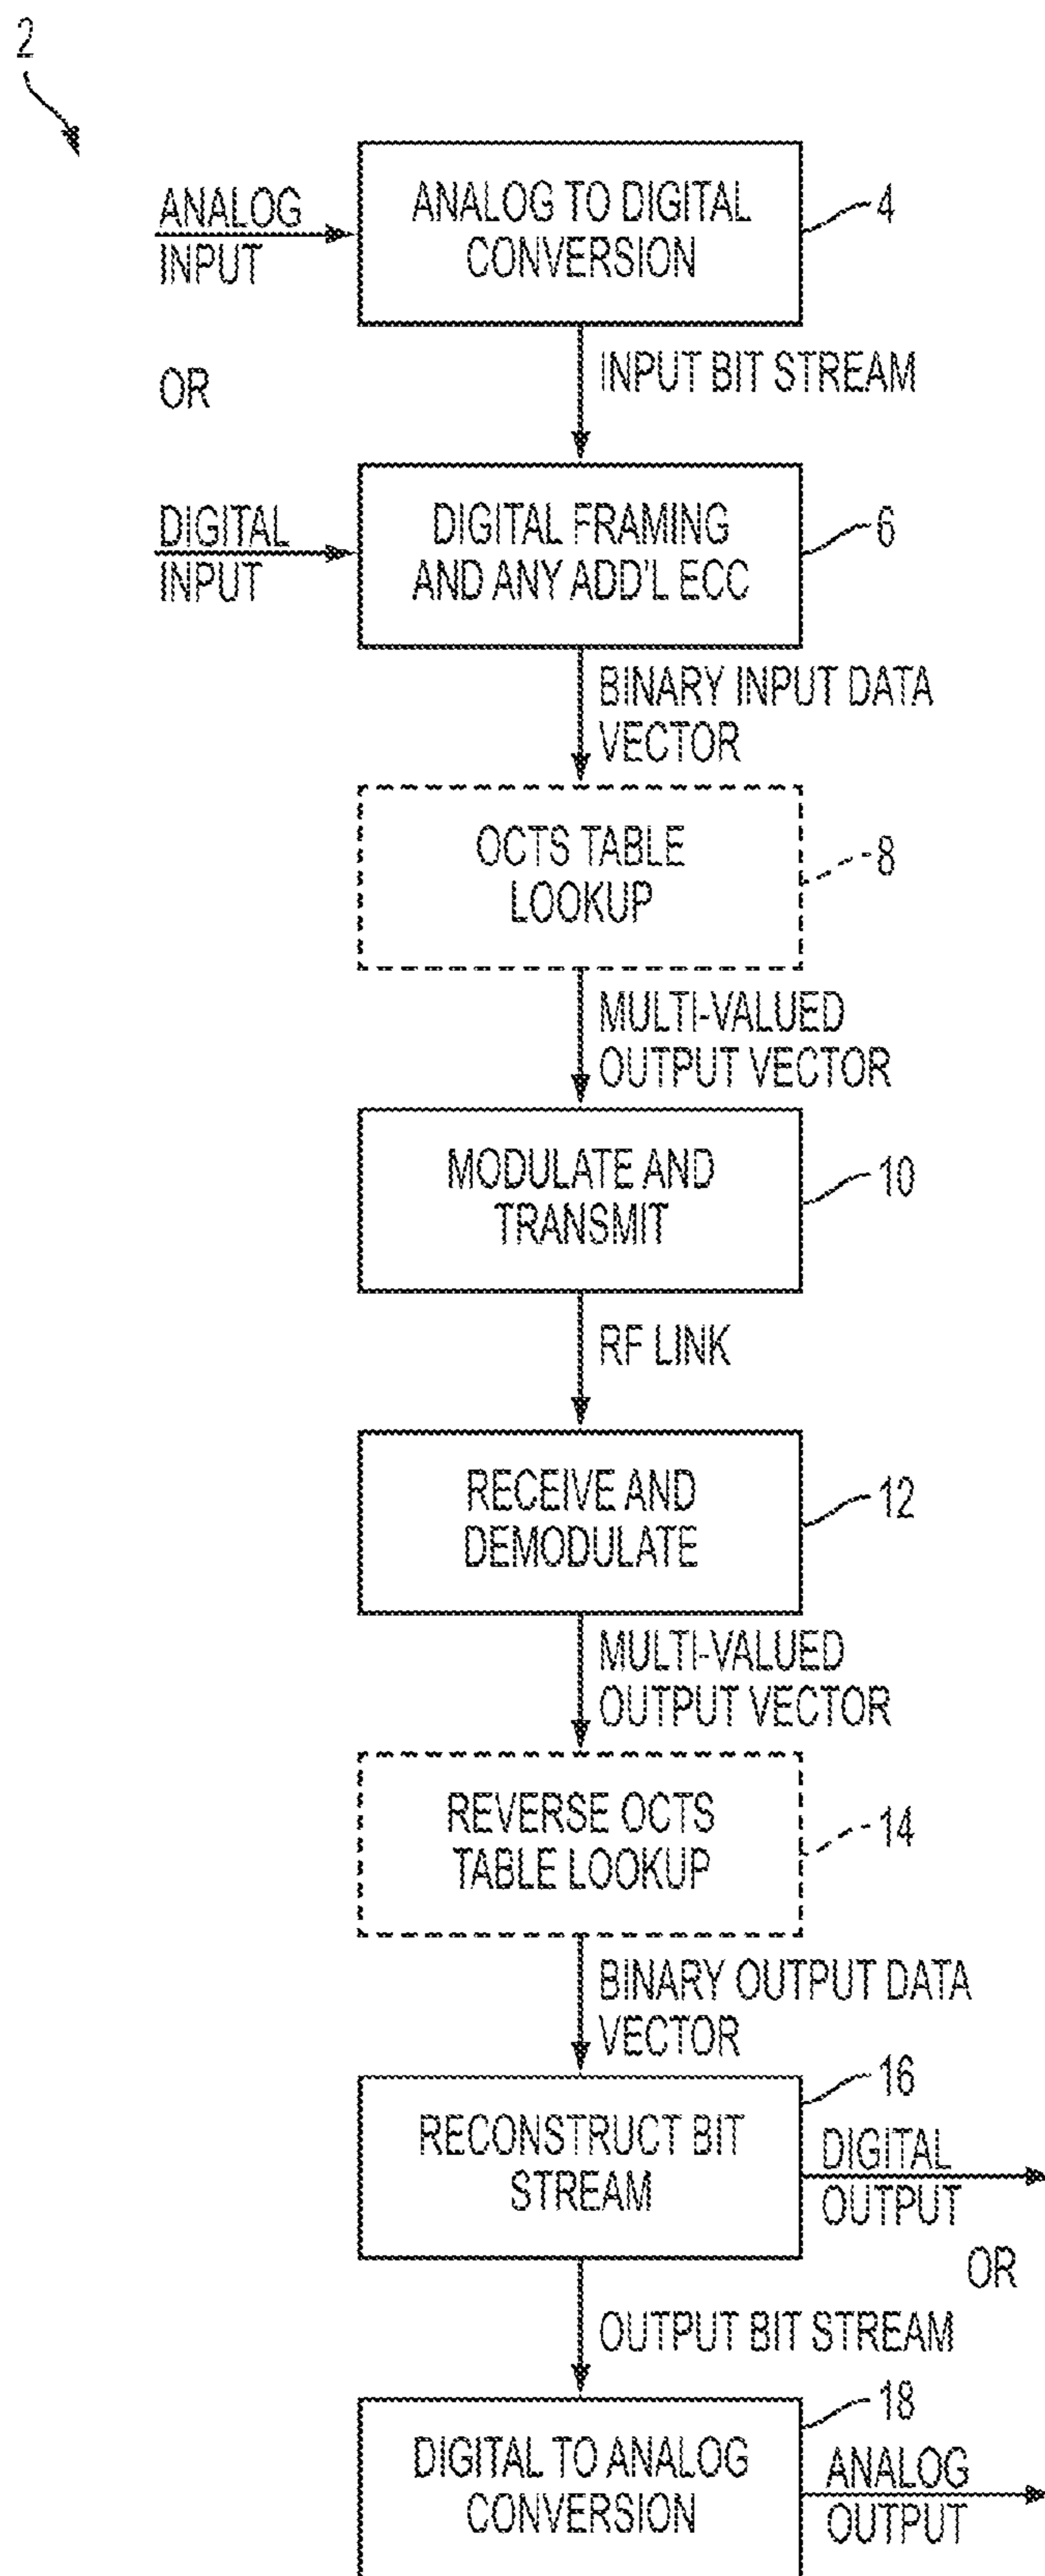 2
ANALOG
INPUT
ANALOG TO DIGITAL
CONVERSION
4
OR
INPUT BIT STREAM
DIGITAL
INPUT
DIGITAL FRAMING
AND ANY ADD'L ECC
6
BINARY INPUT DATA
VECTOR
OCTS TABLE
LOOKUP
8
MULTI-VALUED
OUTPUT VECTOR
MODULATE AND
TRANSMIT
10
RF LINK
RECEIVE AND
DEMODULATE
12
MULTI-VALUED
OUTPUT VECTOR
REVERSE OCTS
TABLE LOOKUP
14
BINARY OUTPUT DATA
VECTOR
RECONSTRUCT BIT
STREAM
16
DIGITAL
OUTPUT
OR
OUTPUT BIT STREAM
DIGITAL TO ANALOG
CONVERSION
18
ANALOG
OUTPUT